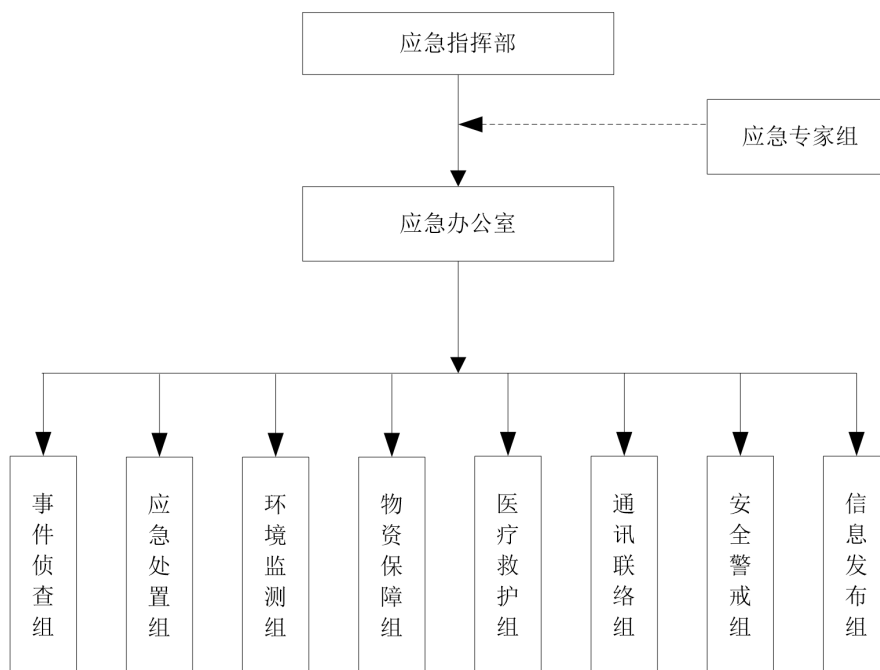 应急指挥部
应急专家组
应急办公室
事件侦查组
应急处置组
环境监测组
物资保障组
医疗救护组
通讯联络组
安全警戒组
信息发布组